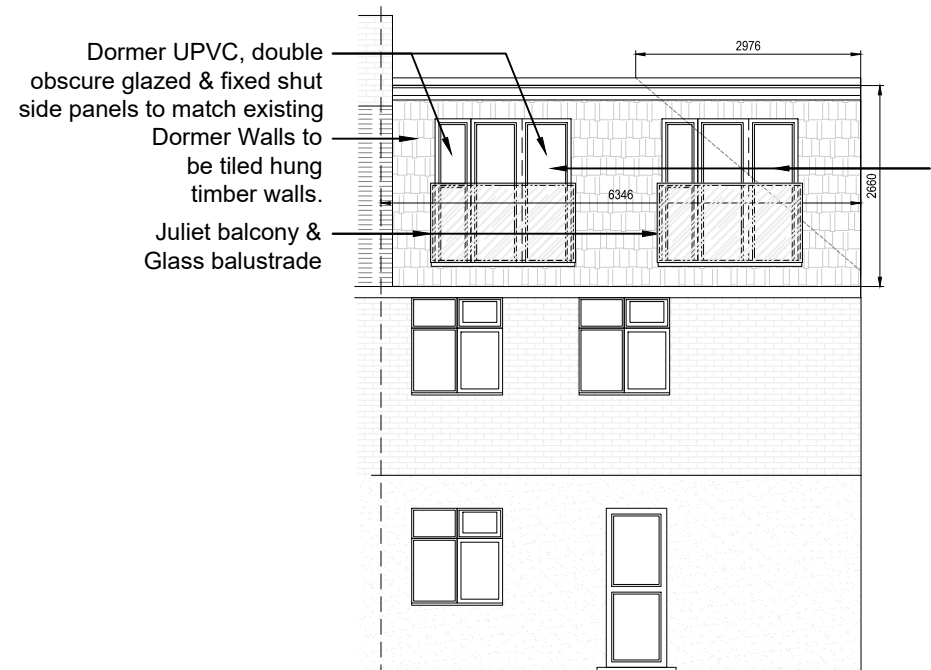 Dormer UPVC, double
obscure glazed & fixed shut
side panels to match existing
Dormer Walls to
be tiled hung
timber walls.
Juliet balcony &
Glass balustrade
2976
6346
2660